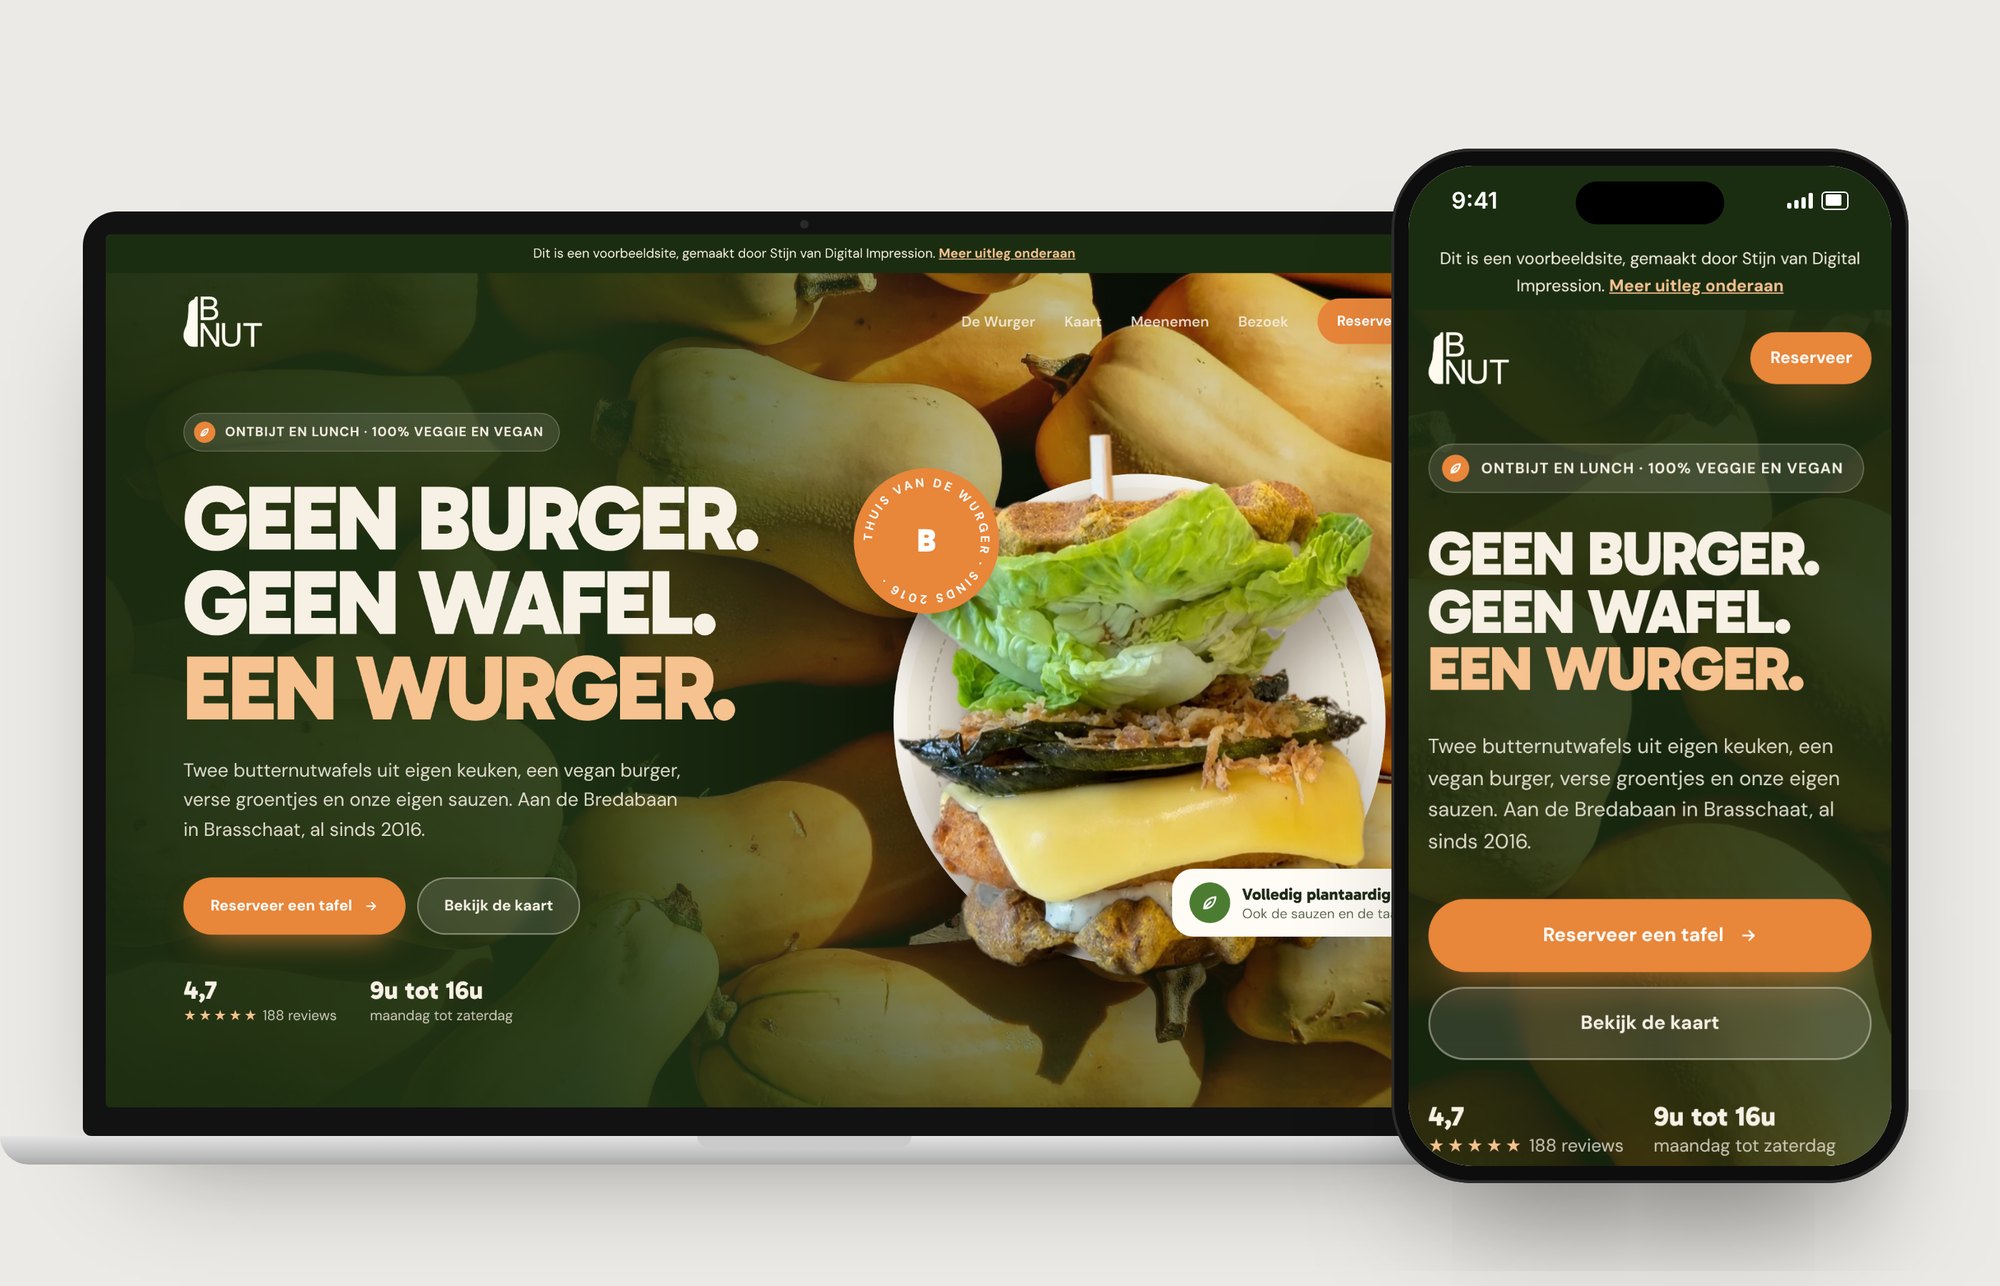 Dit is een voorbeeldsite, gemaakt door Stijn van Digital Impression. Meer uitleg onderaan
B
NUT
De Wurger Kaart Meenemen Bezoek Reserve
ONTBIJT EN LUNCH · 100% VEGGIE EN VEGAN
GEEN BURGER.
GEEN WAFEL.
EEN WURGER.
THUIS VAN DE WURGER · SINDS 2016 ·
B
Twee butternutwafels uit eigen keuken, een vegan burger,
verse groentjes en onze eigen sauzen. Aan de Bredabaan
in Brasschaat, al sinds 2016.
Reserveer een tafel → Bekijk de kaart
Volledig plantaardig
Ook de sauzen en de ta
4,7 9u tot 16u
★★★★★ 188 reviews maandag tot zaterdag
9:41
Dit is een voorbeeldsite, gemaakt door Stijn van Digital
Impression. Meer uitleg onderaan
B
NUT
Reserveer
ONTBIJT EN LUNCH · 100% VEGGIE EN VEGAN
GEEN BURGER.
GEEN WAFEL.
EEN WURGER.
Twee butternutwafels uit eigen keuken, een
vegan burger, verse groentjes en onze eigen
sauzen. Aan de Bredabaan in Brasschaat, al
sinds 2016.
Reserveer een tafel →
Bekijk de kaart
4,7 9u tot 16u
★★★★★ 188 reviews maandag tot zaterdag